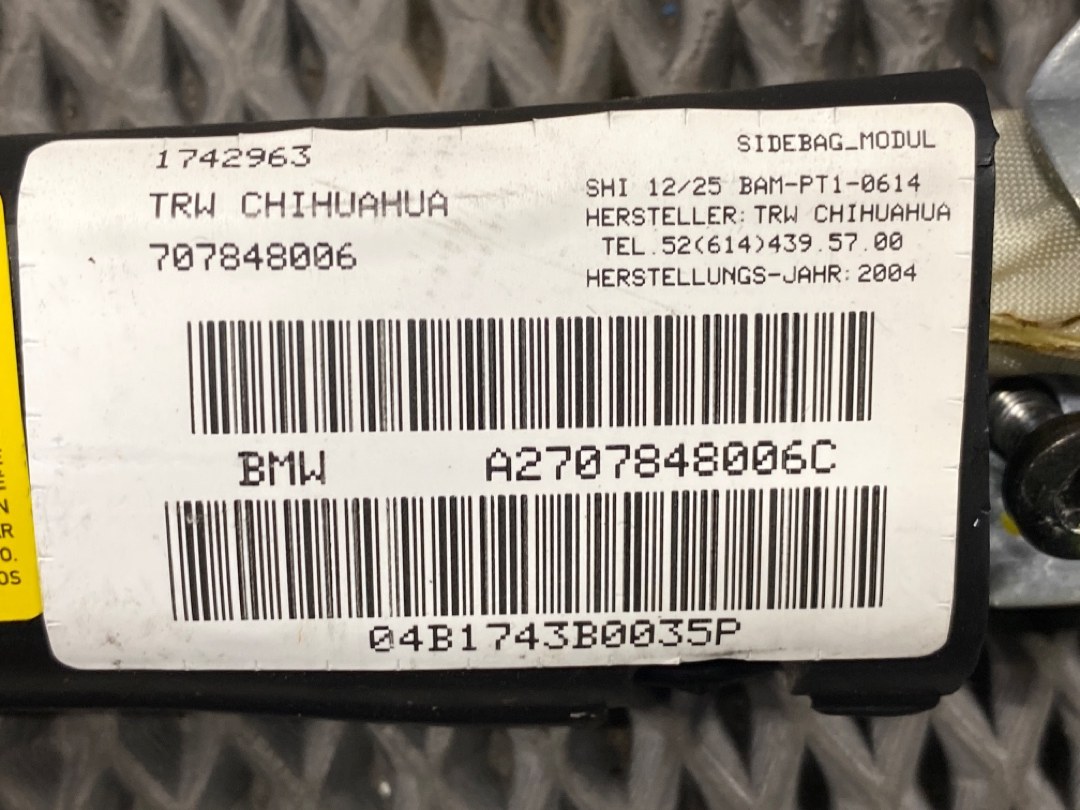 1742963
TRW CHIHUAHUA
707848006
SIDEBAG_MODUL
SHI 12/25 BAM-PT1-0614
HERSTELLER: TRW CHIHUAHUA
TEL.52(614)439.57.00
HERSTELLUNGS-JAHR: 2004
BMW A2707848006C
04B1743B0035P